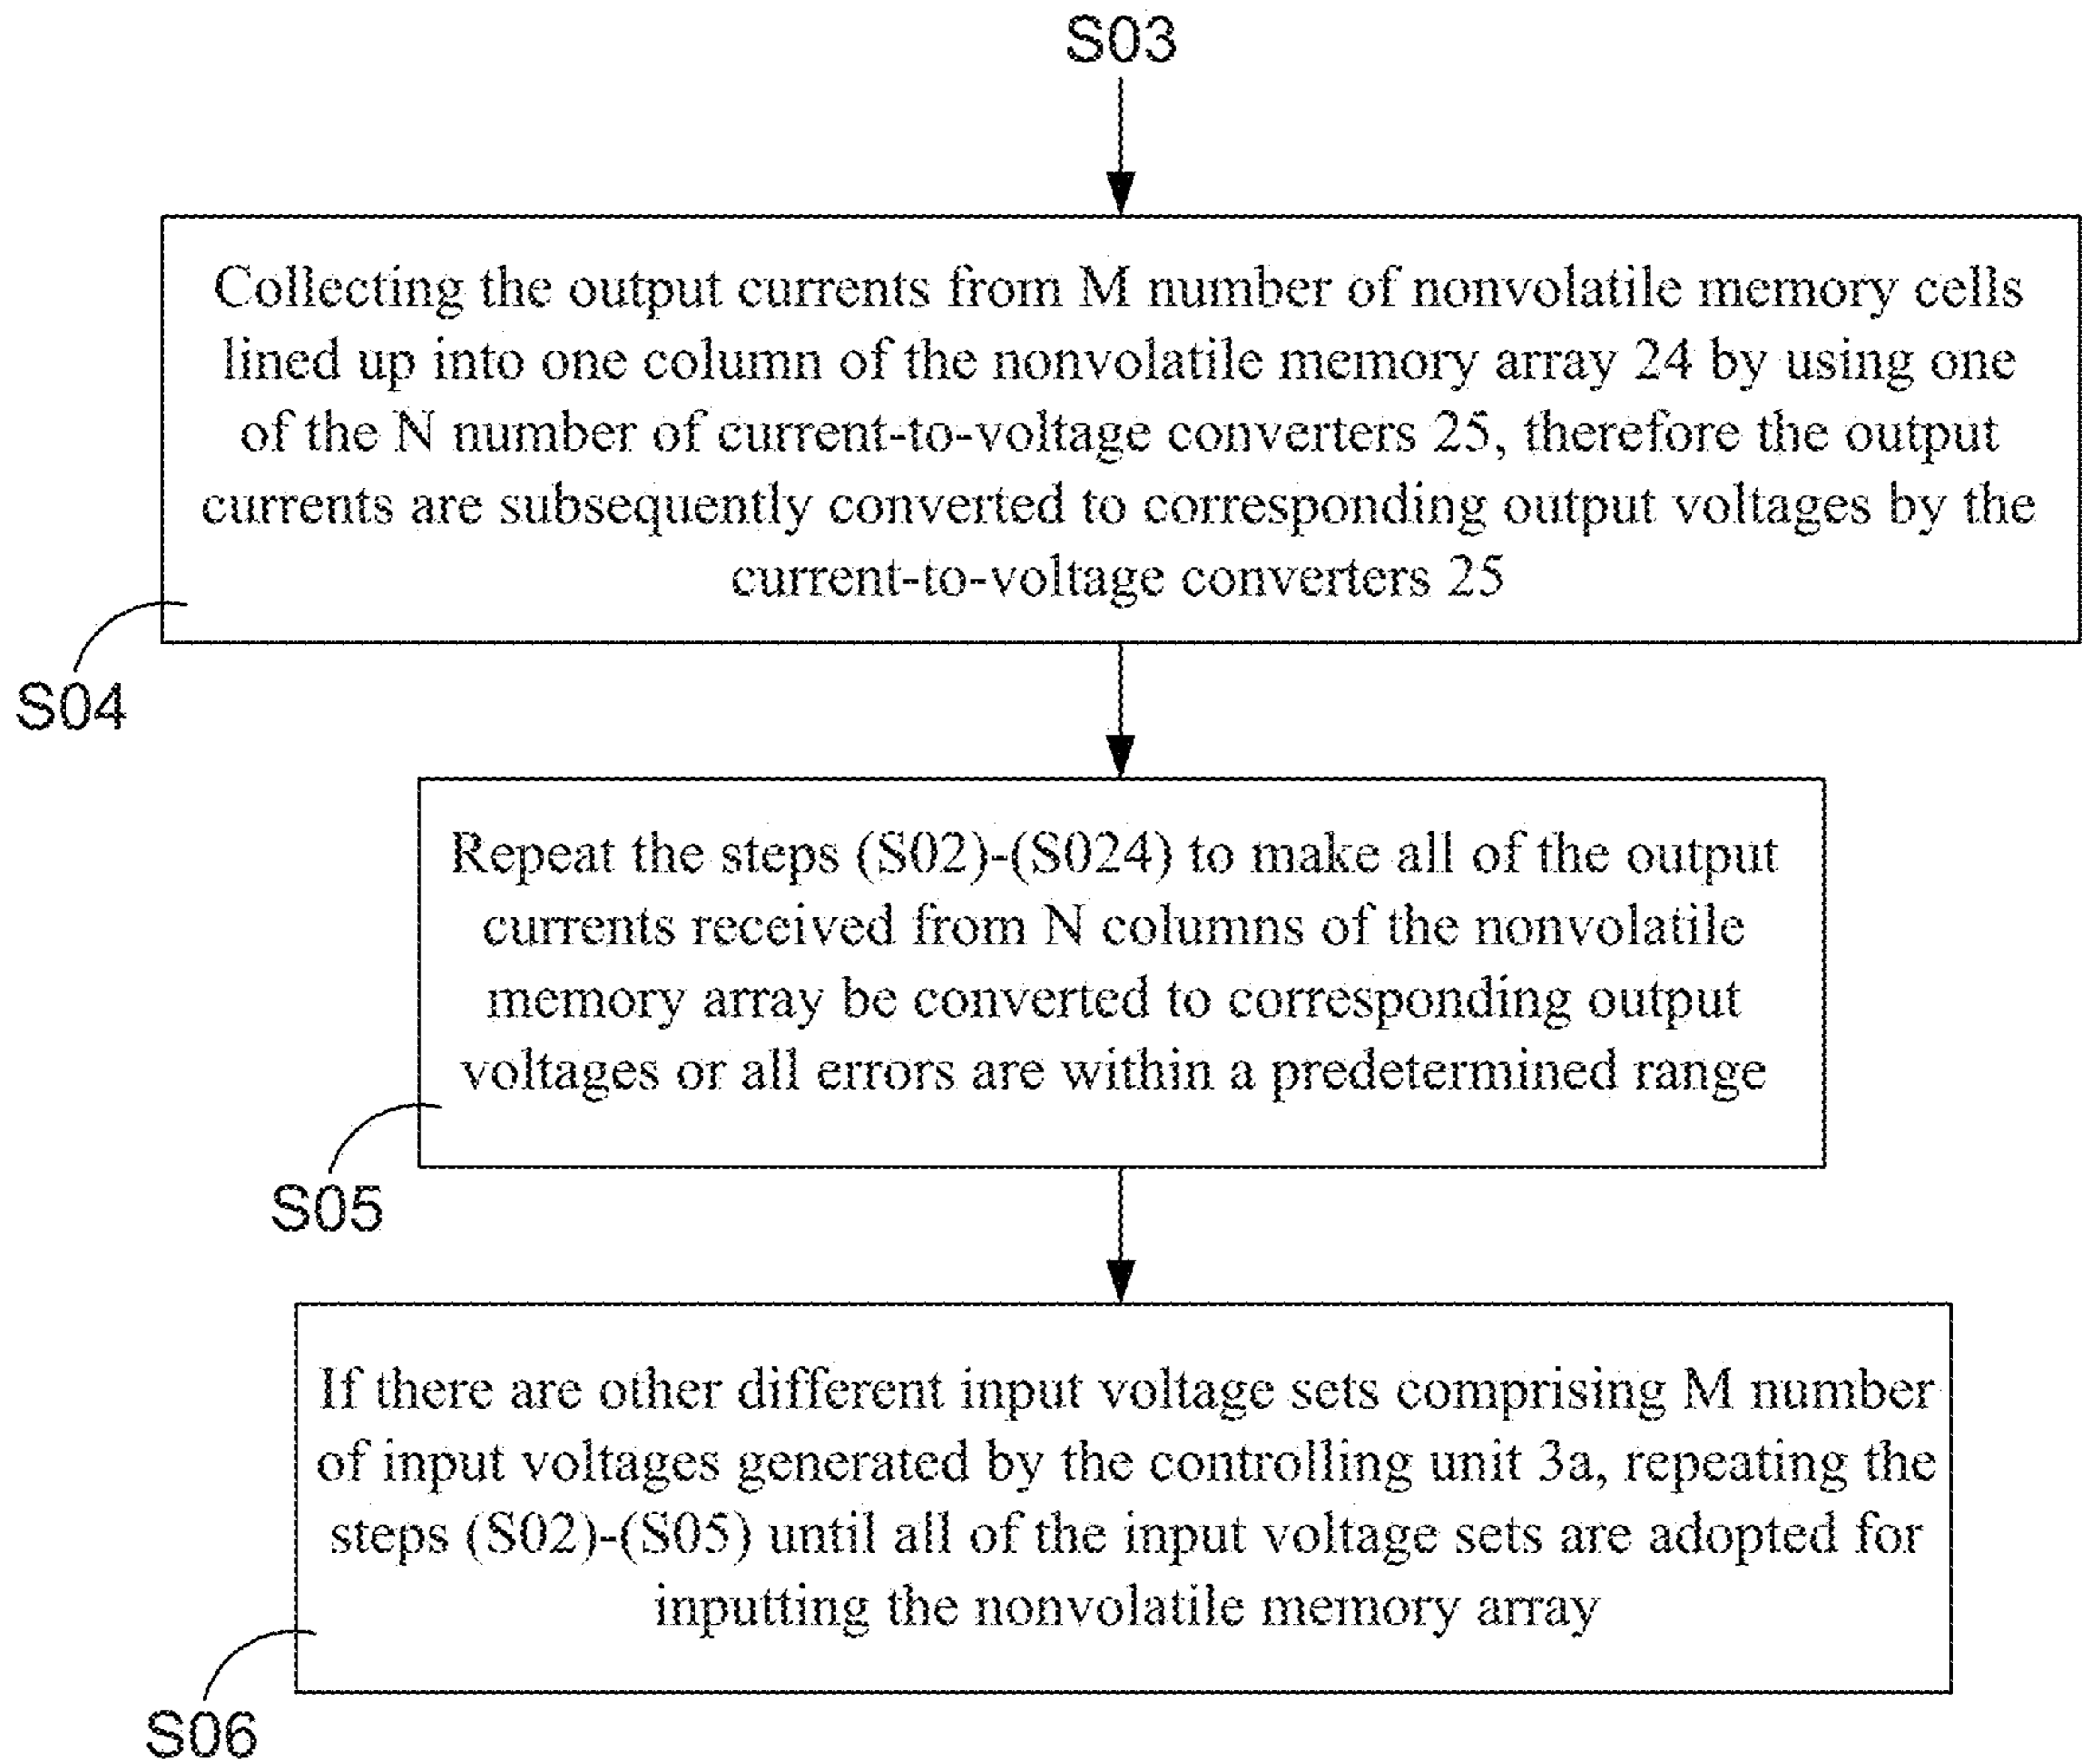 S03
Collecting the output currents from M number of nonvolatile memory cells
lined up into one column of the nonvolatile memory array 24 by using one
of the N number of current-to-voltage converters 25, therefore the output
currents are subsequently converted to corresponding output voltages by the
current-to-voltage converters 25
S04
Repeat the steps (S02)-(S024) to make all of the output
currents received from N columns of the nonvolatile
memory array be converted to corresponding output
voltages or all errors are within a predetermined range
S05
If there are other different input voltage sets comprising M number
of input voltages generated by the controlling unit 3a, repeating the
steps (S02)-(S05) until all of the input voltage sets are adopted for
inputting the nonvolatile memory array
S06